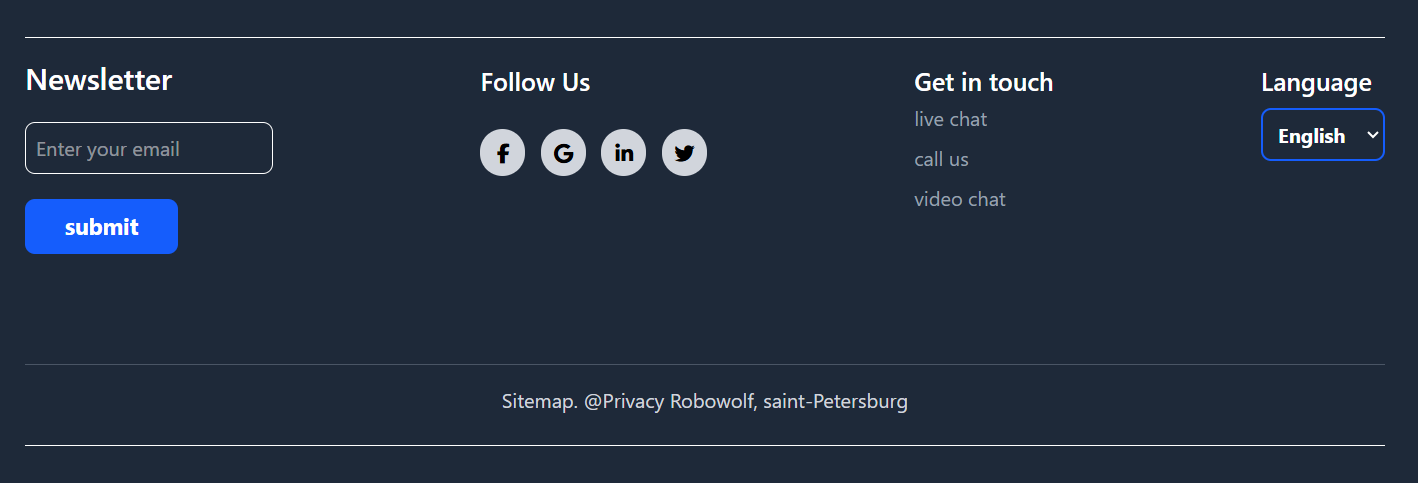 Newsletter
Enter your email
submit
Follow Us
Get in touch
live chat
call us
video chat
Language
English
Sitemap. @Privacy Robowolf, saint-Petersburg